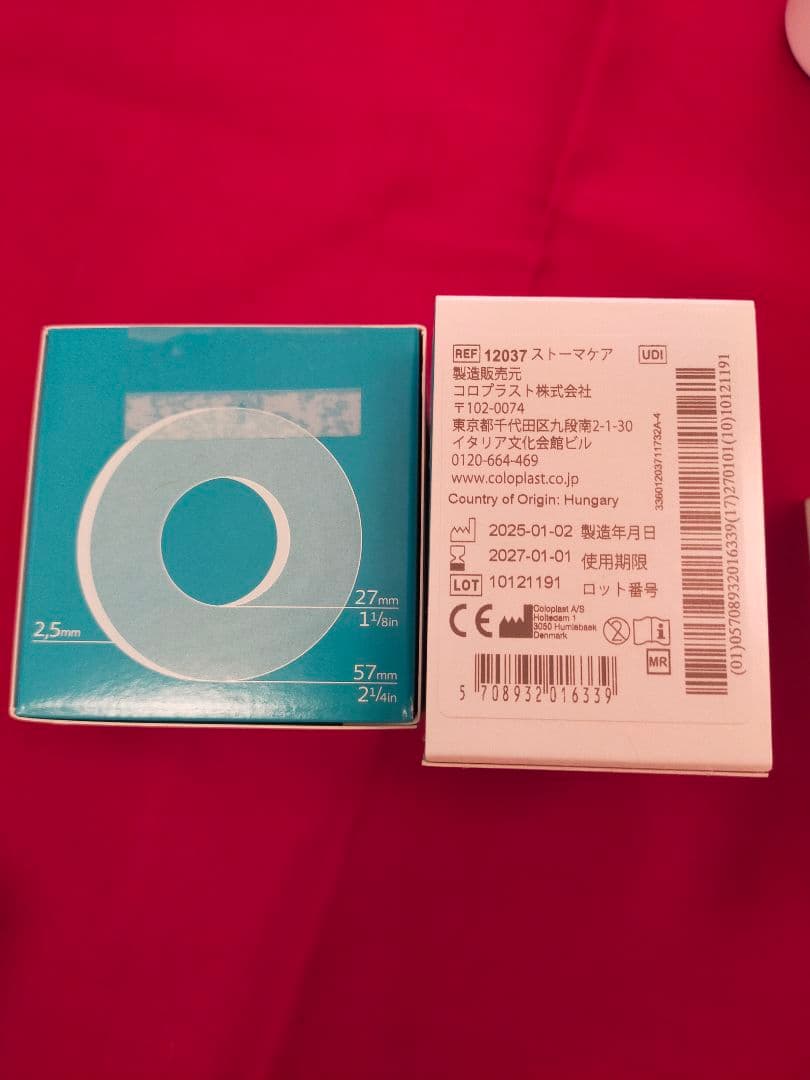 27mm
1 1/8in
2,5mm
57mm
2 1/4in
REF 12037 ストーマケア UDI
製造販売元
コロプラスト株式会社
〒102-0074
東京都千代田区九段南2-1-30
イタリア文化会館ビル
0120-664-469
www.coloplast.co.jp
Country of Origin: Hungary
2025-01-02 製造年月日
2027-01-01 使用期限
LOT 10121191 ロット番号
CE
Coloplast A/S
Holtedam 1
3050 Humlebaek
Denmark
2
i
MR
5 708932 016339
33601203711732A-4
(01)05708932016339(17)270101(10)10121191